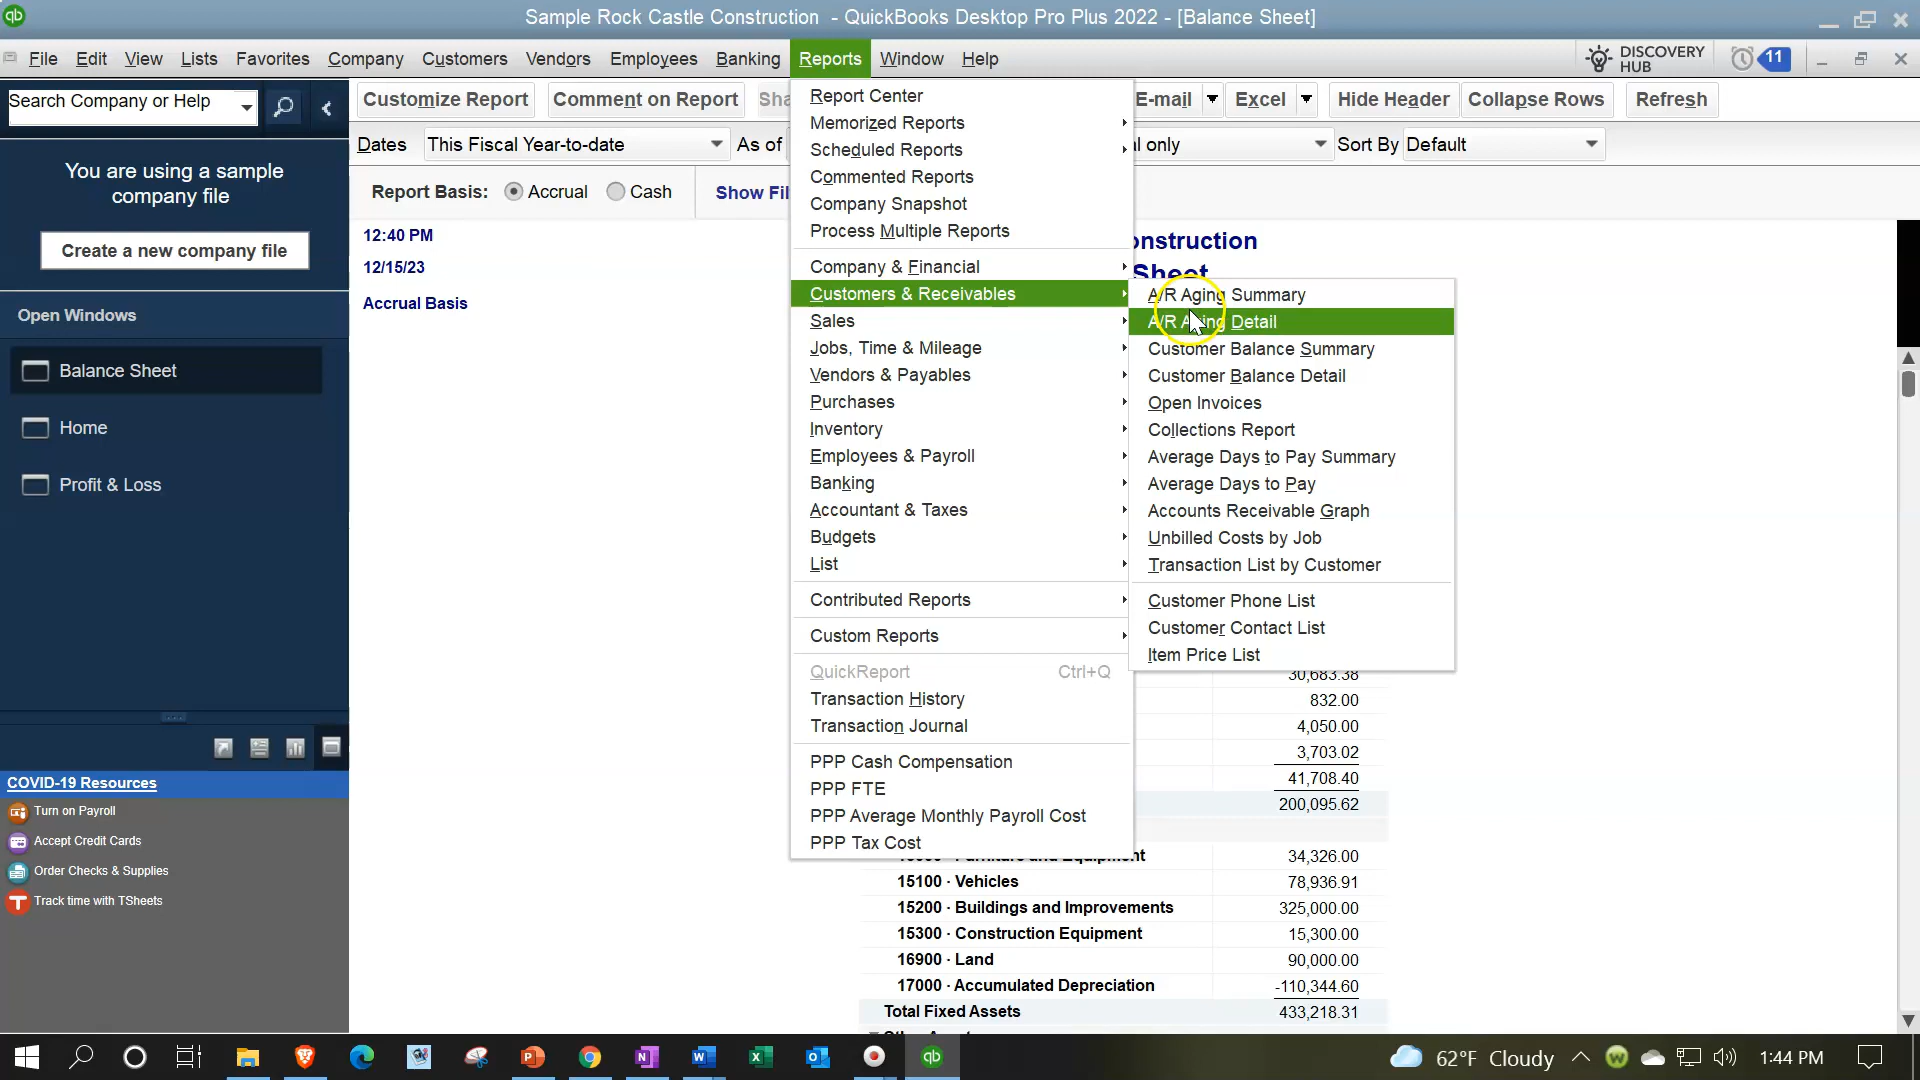 Sample Rock Castle Construction - QuickBooks Desktop Pro Plus 2022 - [Balance Sheet]
File Edit View Lists Favorites Company Customers Vendors Employees Banking Reports Window Help
DISCOVERY HUB
11
Search Company or Help
Customize Report Comment on Report Sha E-mail Excel Hide Header Collapse Rows Refresh
Dates This Fiscal Year-to-date As of l only Sort By Default
Report Basis: Accrual Cash Show Fil
You are using a sample
company file
Create a new company file
Open Windows
Balance Sheet
Home
Profit & Loss
COVID-19 Resources
Turn on Payroll
Accept Credit Cards
Order Checks & Supplies
Track time with TSheets
12:40 PM
12/15/23
Accrual Basis
onstruction
Sheet
Report Center
Memorized Reports
Scheduled Reports
Commented Reports
Company Snapshot
Process Multiple Reports
Company & Financial
Customers & Receivables
Sales
Jobs, Time & Mileage
Vendors & Payables
Purchases
Inventory
Employees & Payroll
Banking
Accountant & Taxes
Budgets
List
Contributed Reports
Custom Reports
QuickReport Ctrl+Q
Transaction History
Transaction Journal
PPP Cash Compensation
PPP FTE
PPP Average Monthly Payroll Cost
PPP Tax Cost
A/R Aging Summary
A/R Aging Detail
Customer Balance Summary
Customer Balance Detail
Open Invoices
Collections Report
Average Days to Pay Summary
Average Days to Pay
Accounts Receivable Graph
Unbilled Costs by Job
Transaction List by Customer
Customer Phone List
Customer Contact List
Item Price List
30,683.38
832.00
4,050.00
3,703.02
41,708.40
200,095.62
Furniture and Equipment 34,326.00
15100 · Vehicles 78,936.91
15200 · Buildings and Improvements 325,000.00
15300 · Construction Equipment 15,300.00
16900 · Land 90,000.00
17000 · Accumulated Depreciation -110,344.60
Total Fixed Assets 433,218.31
62°F Cloudy 1:44 PM